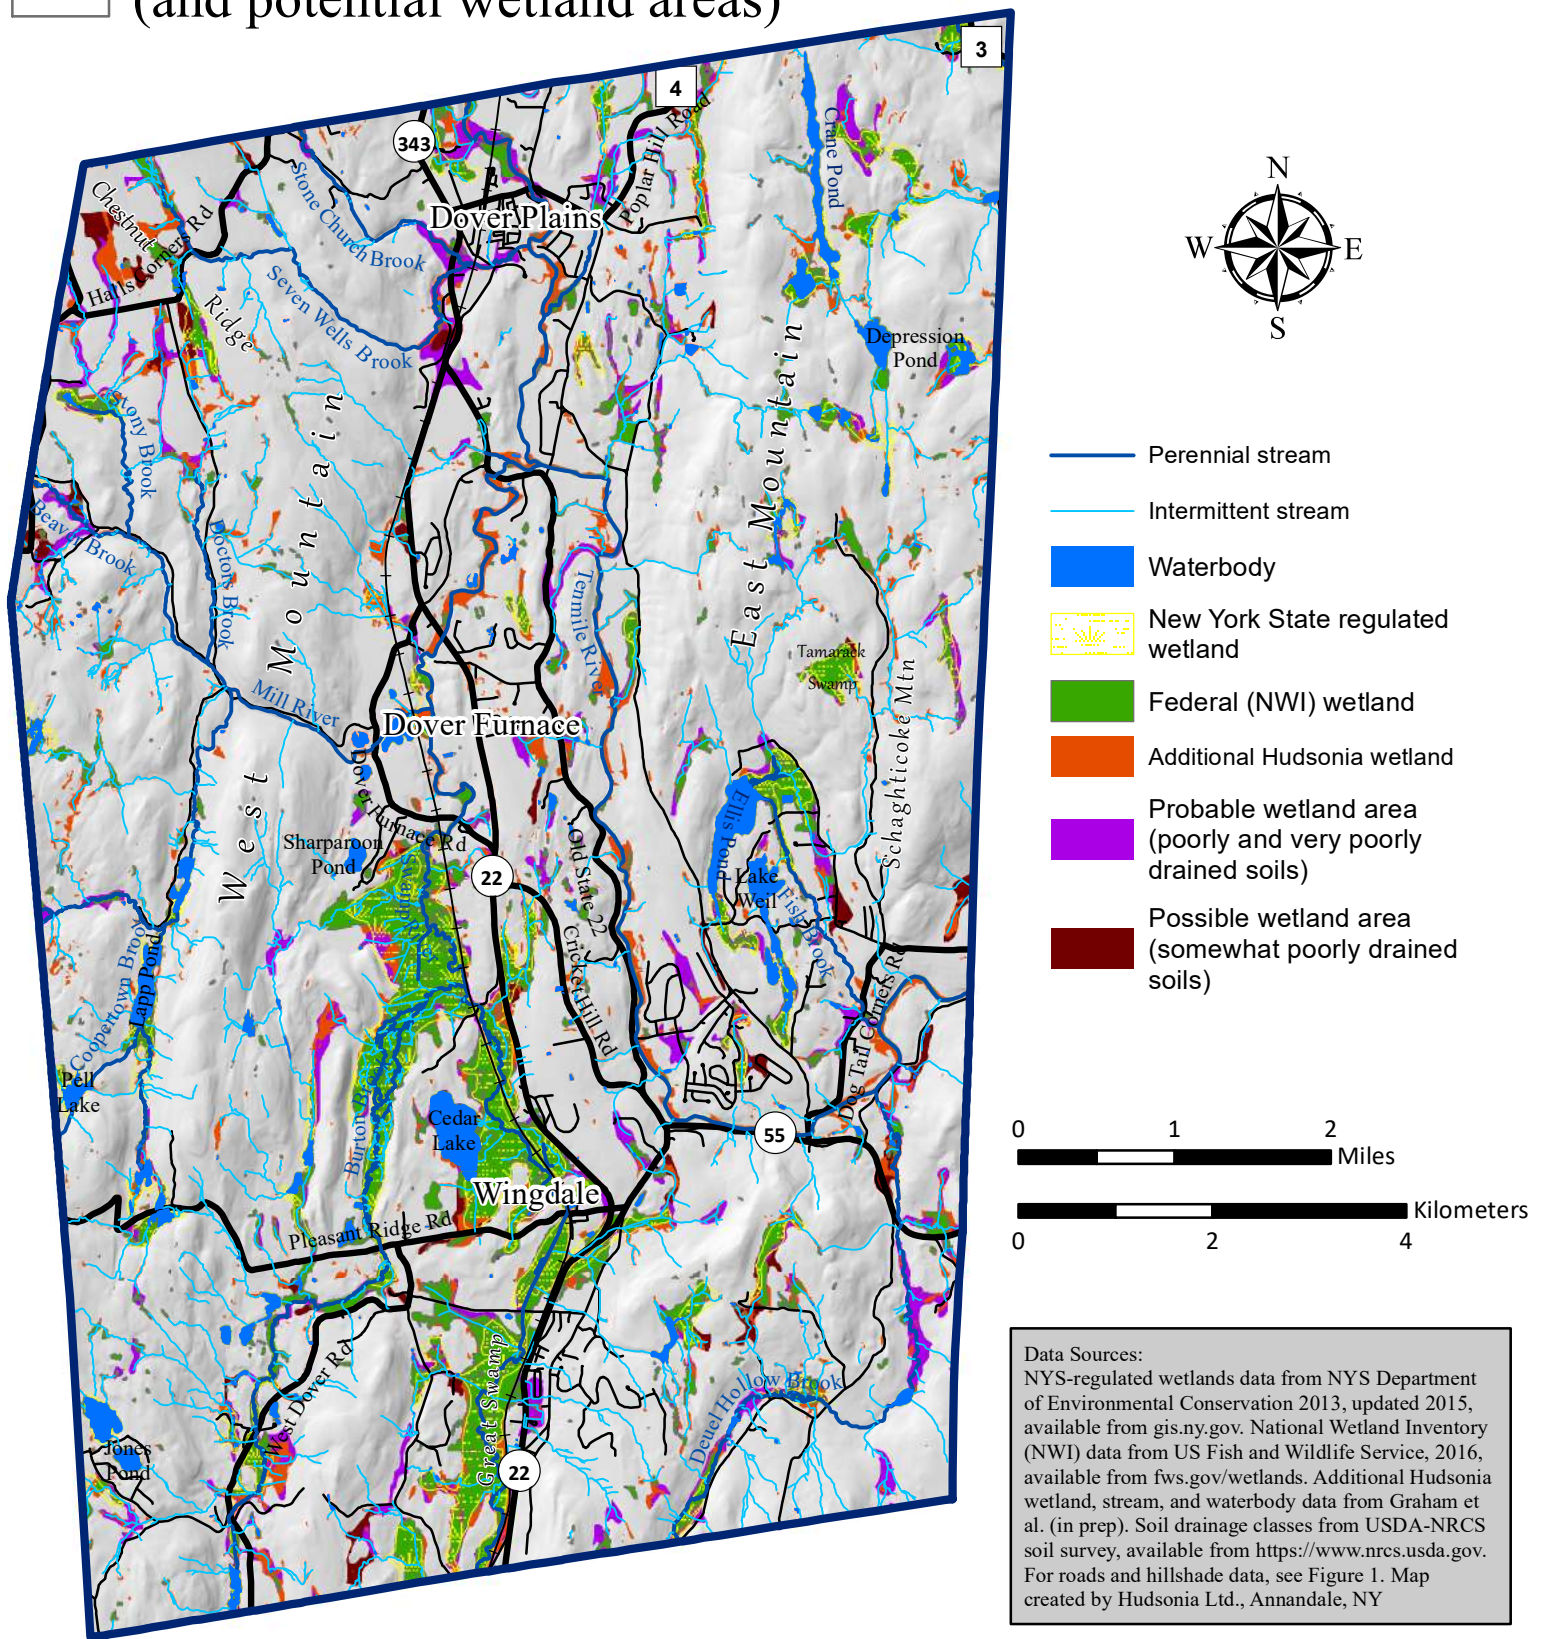 (and potential wetland areas)
3
4
343
Poplar Hill Road
Crane Pond
Chestnut
Ridge
Halls Corners Rd
Stone Church Brook
Dover Plains
Seven Wells Brook
Depression
Pond
Stony Brook
West Mountain
East Mountain
Beaver
Brook
Doctors Brook
Tenmile River
Tamarack
Swamp
Schaghticoke Mtn
Mill River
Dover Furnace
Dover Furnace Rd
Sharparoon
Pond
Swamp River
22
Old State 22
Ellis Pond
Lake
Weil
Fish Brook
Cricket Hill Rd
Coopertown Brook
Lapp Pond
Pell
Lake
Burton Brook
Cedar
Lake
Dog Tail Corners Rd
55
Wingdale
Pleasant Ridge Rd
West Dover Rd
Great Swamp
Deuel Hollow Brook
Jones
Pond
22
N
W
E
S
Perennial stream
Intermittent stream
Waterbody
New York State regulated
wetland
Federal (NWI) wetland
Additional Hudsonia wetland
Probable wetland area
(poorly and very poorly
drained soils)
Possible wetland area
(somewhat poorly drained
soils)
0 1 2
Miles
Kilometers
0 2 4
Data Sources:
NYS-regulated wetlands data from NYS Department
of Environmental Conservation 2013, updated 2015,
available from gis.ny.gov. National Wetland Inventory
(NWI) data from US Fish and Wildlife Service, 2016,
available from fws.gov/wetlands. Additional Hudsonia
wetland, stream, and waterbody data from Graham et
al. (in prep). Soil drainage classes from USDA-NRCS
soil survey, available from https://www.nrcs.usda.gov.
For roads and hillshade data, see Figure 1. Map
created by Hudsonia Ltd., Annandale, NY